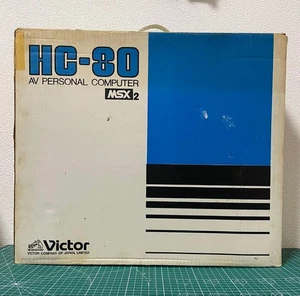 HC-80
AV PERSONAL COMPUTER
MSX2
Victor
VICTOR COMPANY OF JAPAN, LIMITED